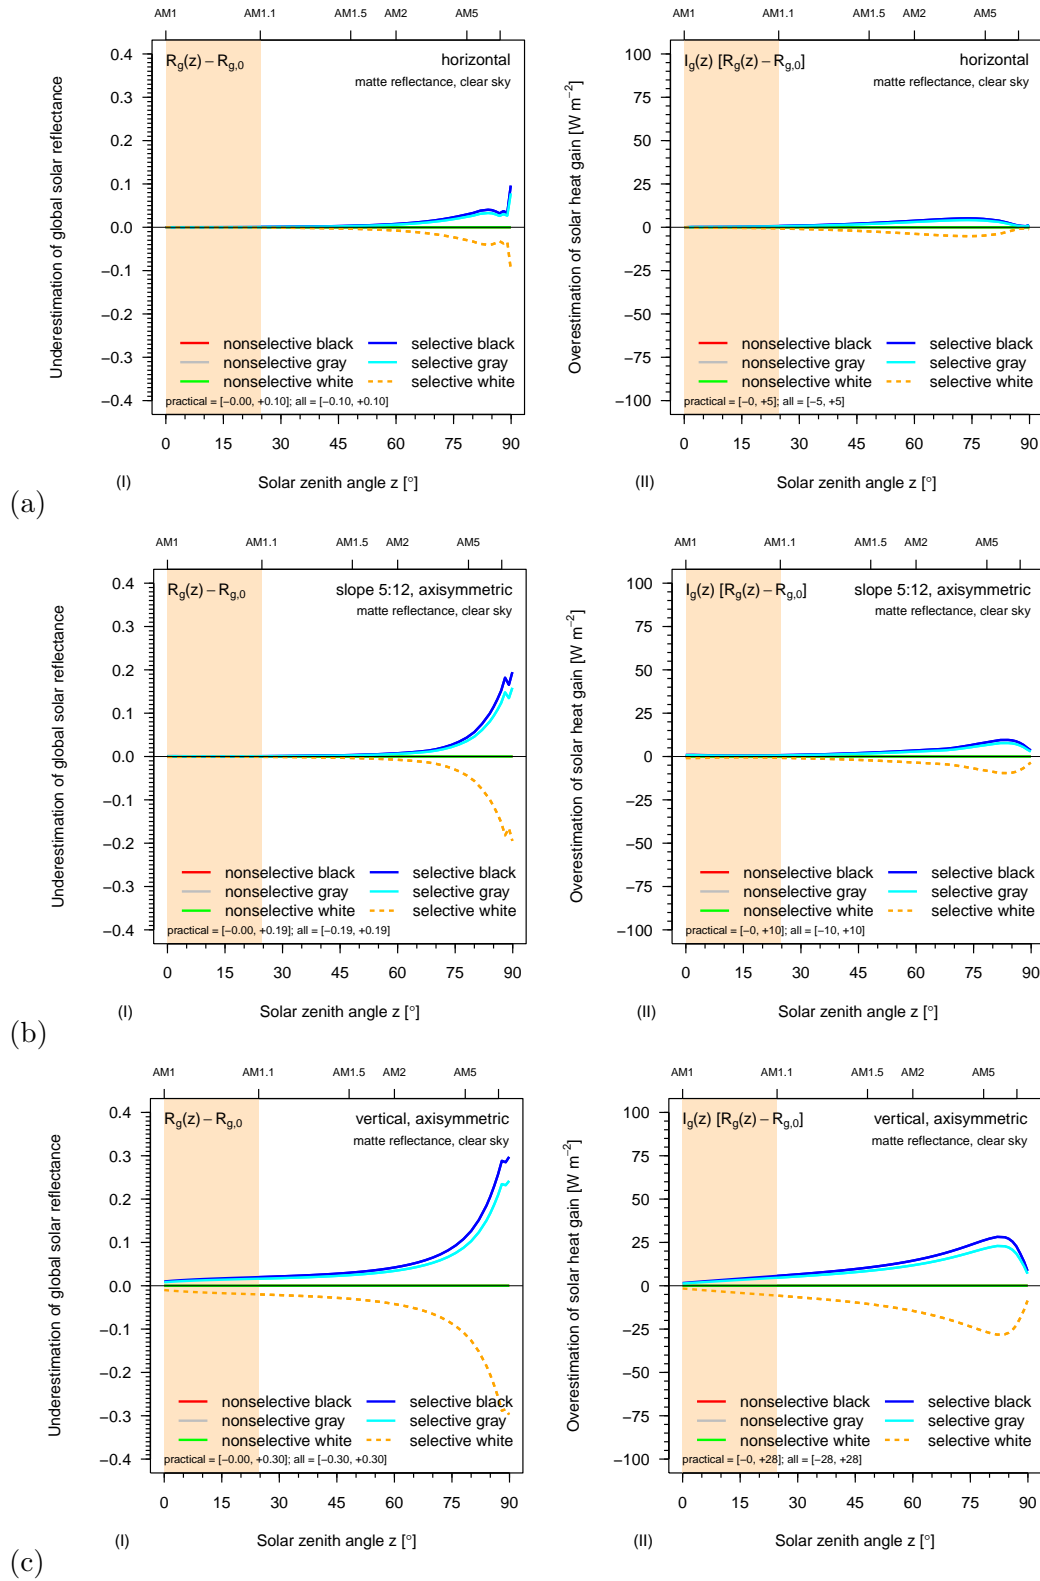 AM1 AM1.1 AM1.5 AM2 AM5
Underestimation of global solar reflectance
0.4
0.3
0.2
0.1
0.0
−0.1
−0.2
−0.3
−0.4
Rg(z) − Rg,0
horizontal
matte reflectance, clear sky
nonselective black
nonselective gray
nonselective white
selective black
selective gray
selective white
practical = [−0.00, +0.10]; all = [−0.10, +0.10]
0 15 30 45 60 75 90
(I) Solar zenith angle z [°]
AM1 AM1.1 AM1.5 AM2 AM5
Overestimation of solar heat gain [W m−2]
100
75
50
25
0
−25
−50
−75
−100
Ig(z) [Rg(z) − Rg,0]
horizontal
matte reflectance, clear sky
nonselective black
nonselective gray
nonselective white
selective black
selective gray
selective white
practical = [−0, +5]; all = [−5, +5]
0 15 30 45 60 75 90
(II) Solar zenith angle z [°]
(a)
AM1 AM1.1 AM1.5 AM2 AM5
Underestimation of global solar reflectance
0.4
0.3
0.2
0.1
0.0
−0.1
−0.2
−0.3
−0.4
Rg(z) − Rg,0
slope 5:12, axisymmetric
matte reflectance, clear sky
nonselective black
nonselective gray
nonselective white
selective black
selective gray
selective white
practical = [−0.00, +0.19]; all = [−0.19, +0.19]
0 15 30 45 60 75 90
(I) Solar zenith angle z [°]
AM1 AM1.1 AM1.5 AM2 AM5
Overestimation of solar heat gain [W m−2]
100
75
50
25
0
−25
−50
−75
−100
Ig(z) [Rg(z) − Rg,0]
slope 5:12, axisymmetric
matte reflectance, clear sky
nonselective black
nonselective gray
nonselective white
selective black
selective gray
selective white
practical = [−0, +10]; all = [−10, +10]
0 15 30 45 60 75 90
(II) Solar zenith angle z [°]
(b)
AM1 AM1.1 AM1.5 AM2 AM5
Underestimation of global solar reflectance
0.4
0.3
0.2
0.1
0.0
−0.1
−0.2
−0.3
−0.4
Rg(z) − Rg,0
vertical, axisymmetric
matte reflectance, clear sky
nonselective black
nonselective gray
nonselective white
selective black
selective gray
selective white
practical = [−0.00, +0.30]; all = [−0.30, +0.30]
0 15 30 45 60 75 90
(I) Solar zenith angle z [°]
AM1 AM1.1 AM1.5 AM2 AM5
Overestimation of solar heat gain [W m−2]
100
75
50
25
0
−25
−50
−75
−100
Ig(z) [Rg(z) − Rg,0]
vertical, axisymmetric
matte reflectance, clear sky
nonselective black
nonselective gray
nonselective white
selective black
selective gray
selective white
practical = [−0, +28]; all = [−28, +28]
0 15 30 45 60 75 90
(II) Solar zenith angle z [°]
(c)